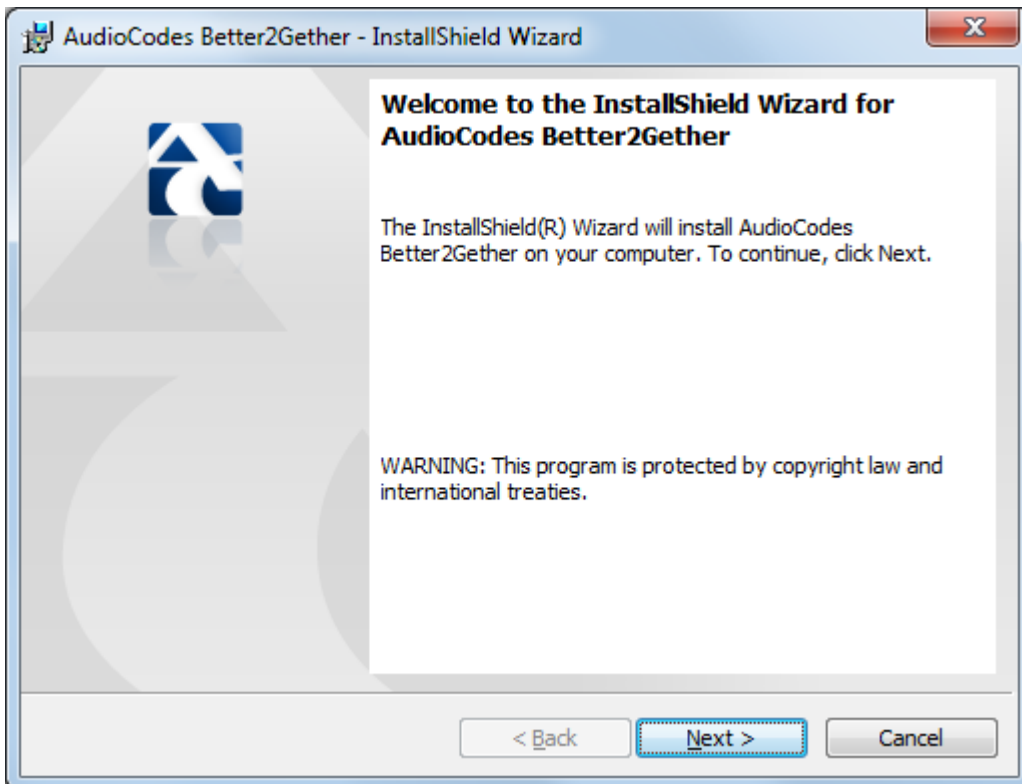 AudioCodes Better2Gether - InstallShield Wizard
Welcome to the InstallShield Wizard for
AudioCodes Better2Gether
The InstallShield(R) Wizard will install AudioCodes
Better2Gether on your computer. To continue, click Next.
WARNING: This program is protected by copyright law and
international treaties.
< Back Next > Cancel